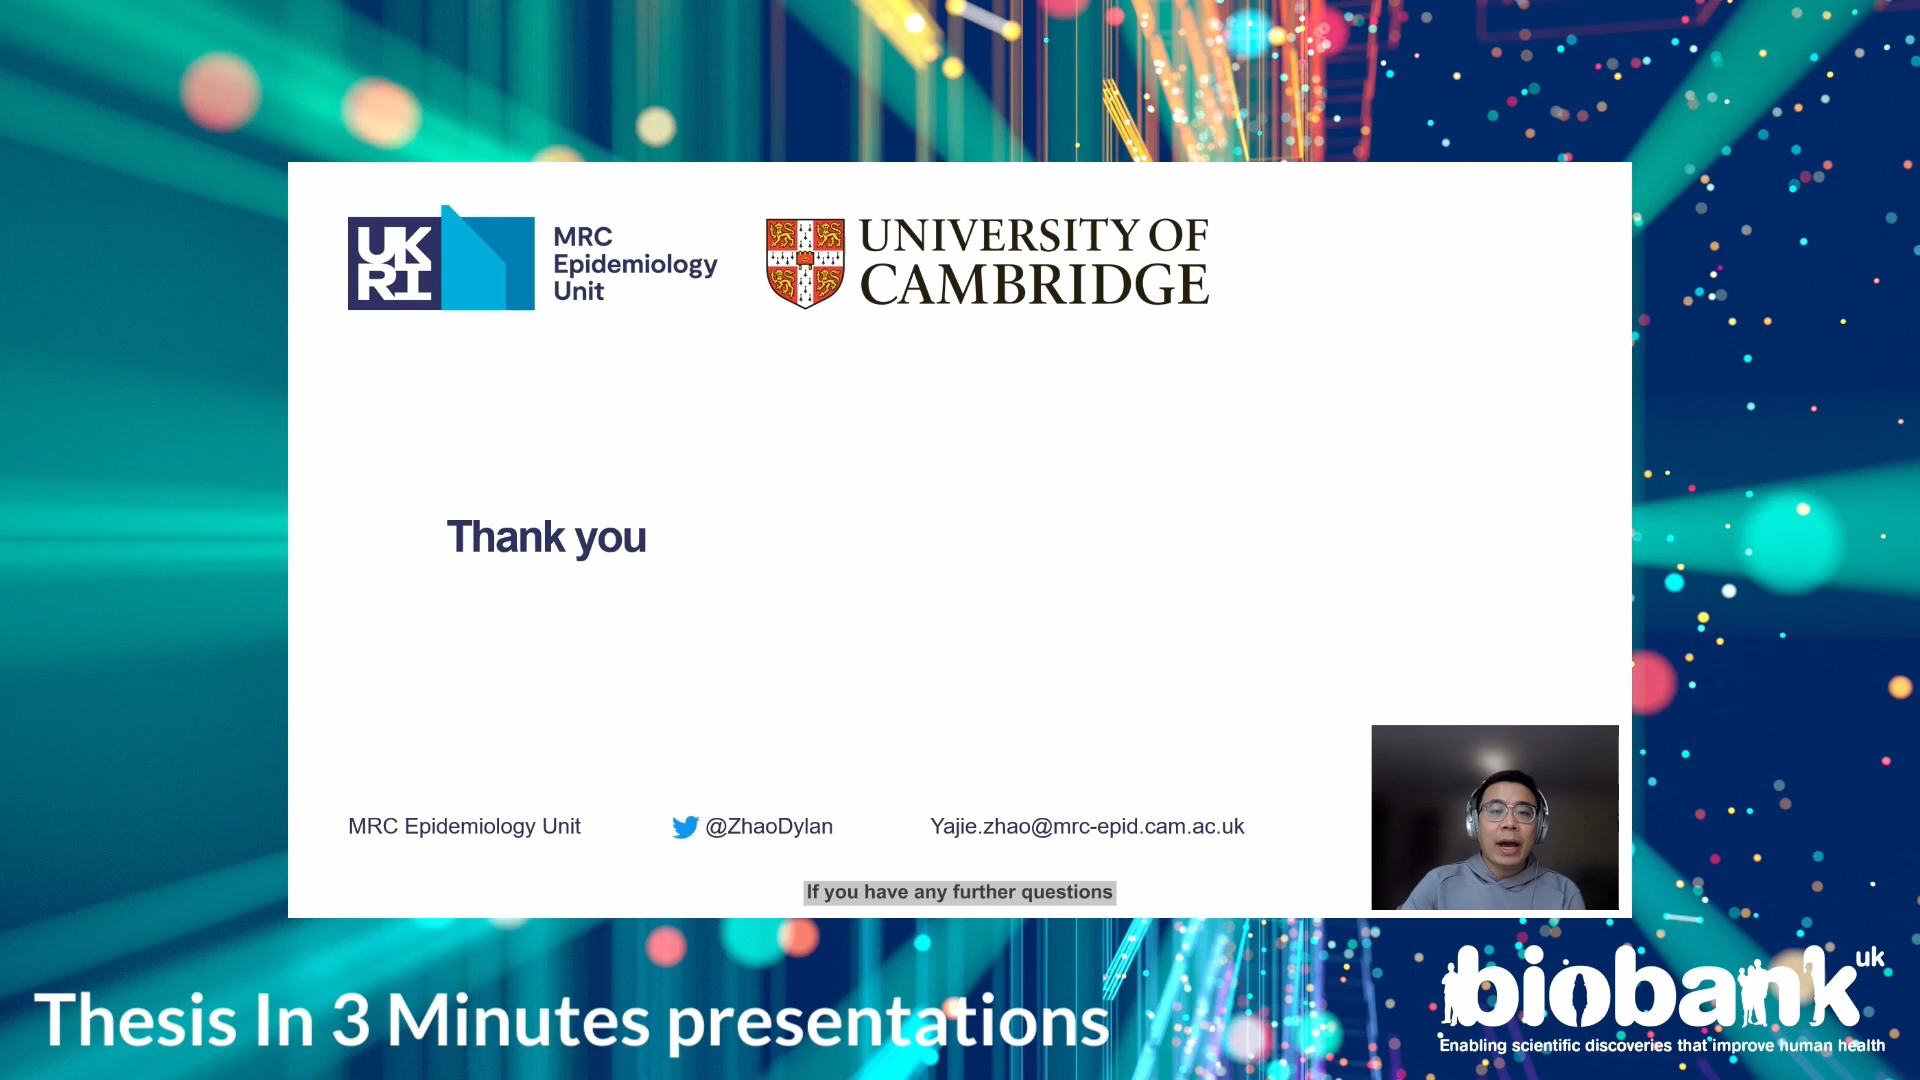 UK
RI
MRC
Epidemiology
Unit
UNIVERSITY OF
CAMBRIDGE
Thank you
MRC Epidemiology Unit
@ZhaoDylan
Yajie.zhao@mrc-epid.cam.ac.uk
If you have any further questions
Thesis In 3 Minutes presentations
biobank uk
Enabling scientific discoveries that improve human health